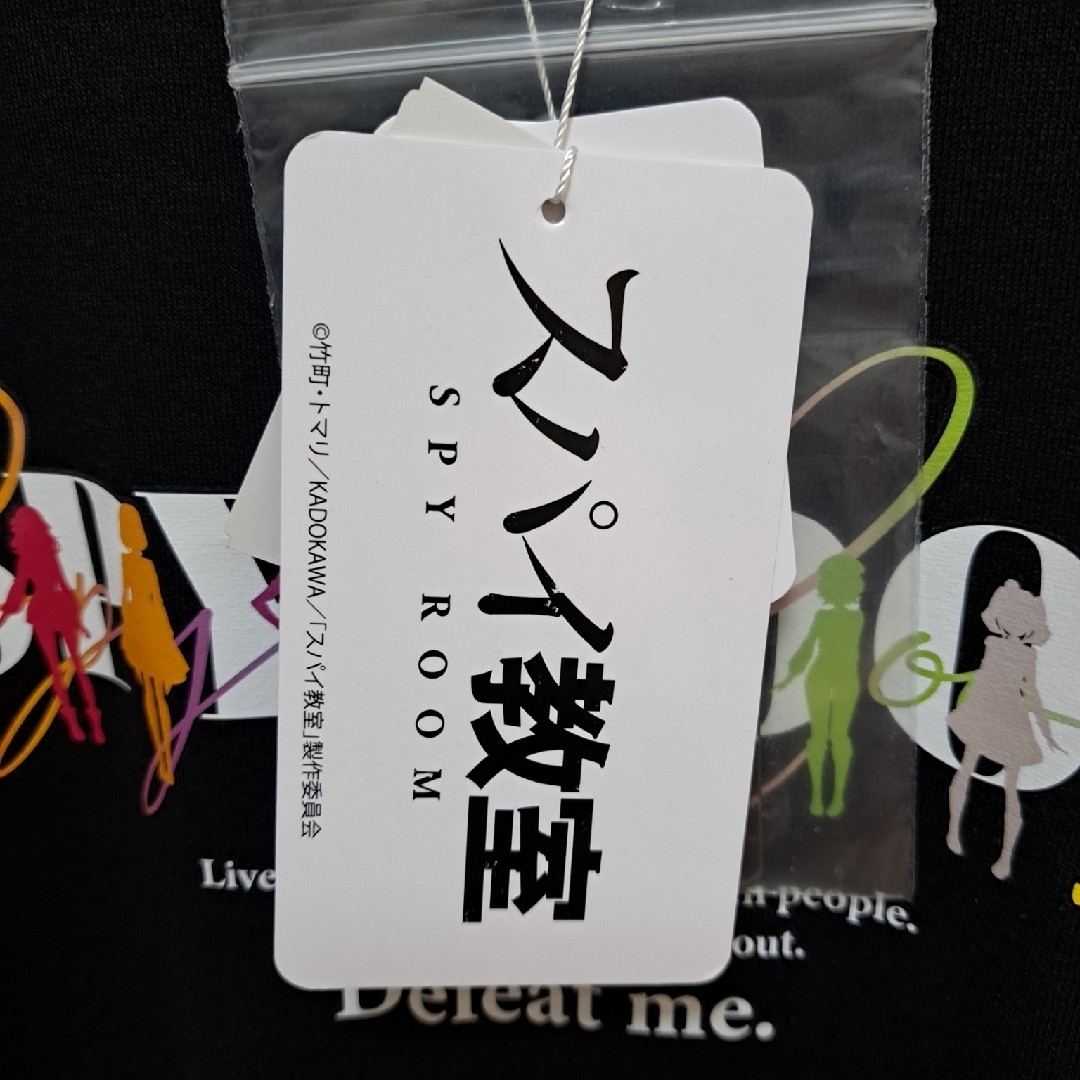 スパイ教室
SPY ROOM
©竹町・トマリ/KADOKAWA/「スパイ教室」製作委員会
Live
people.
out.
Defeat me.